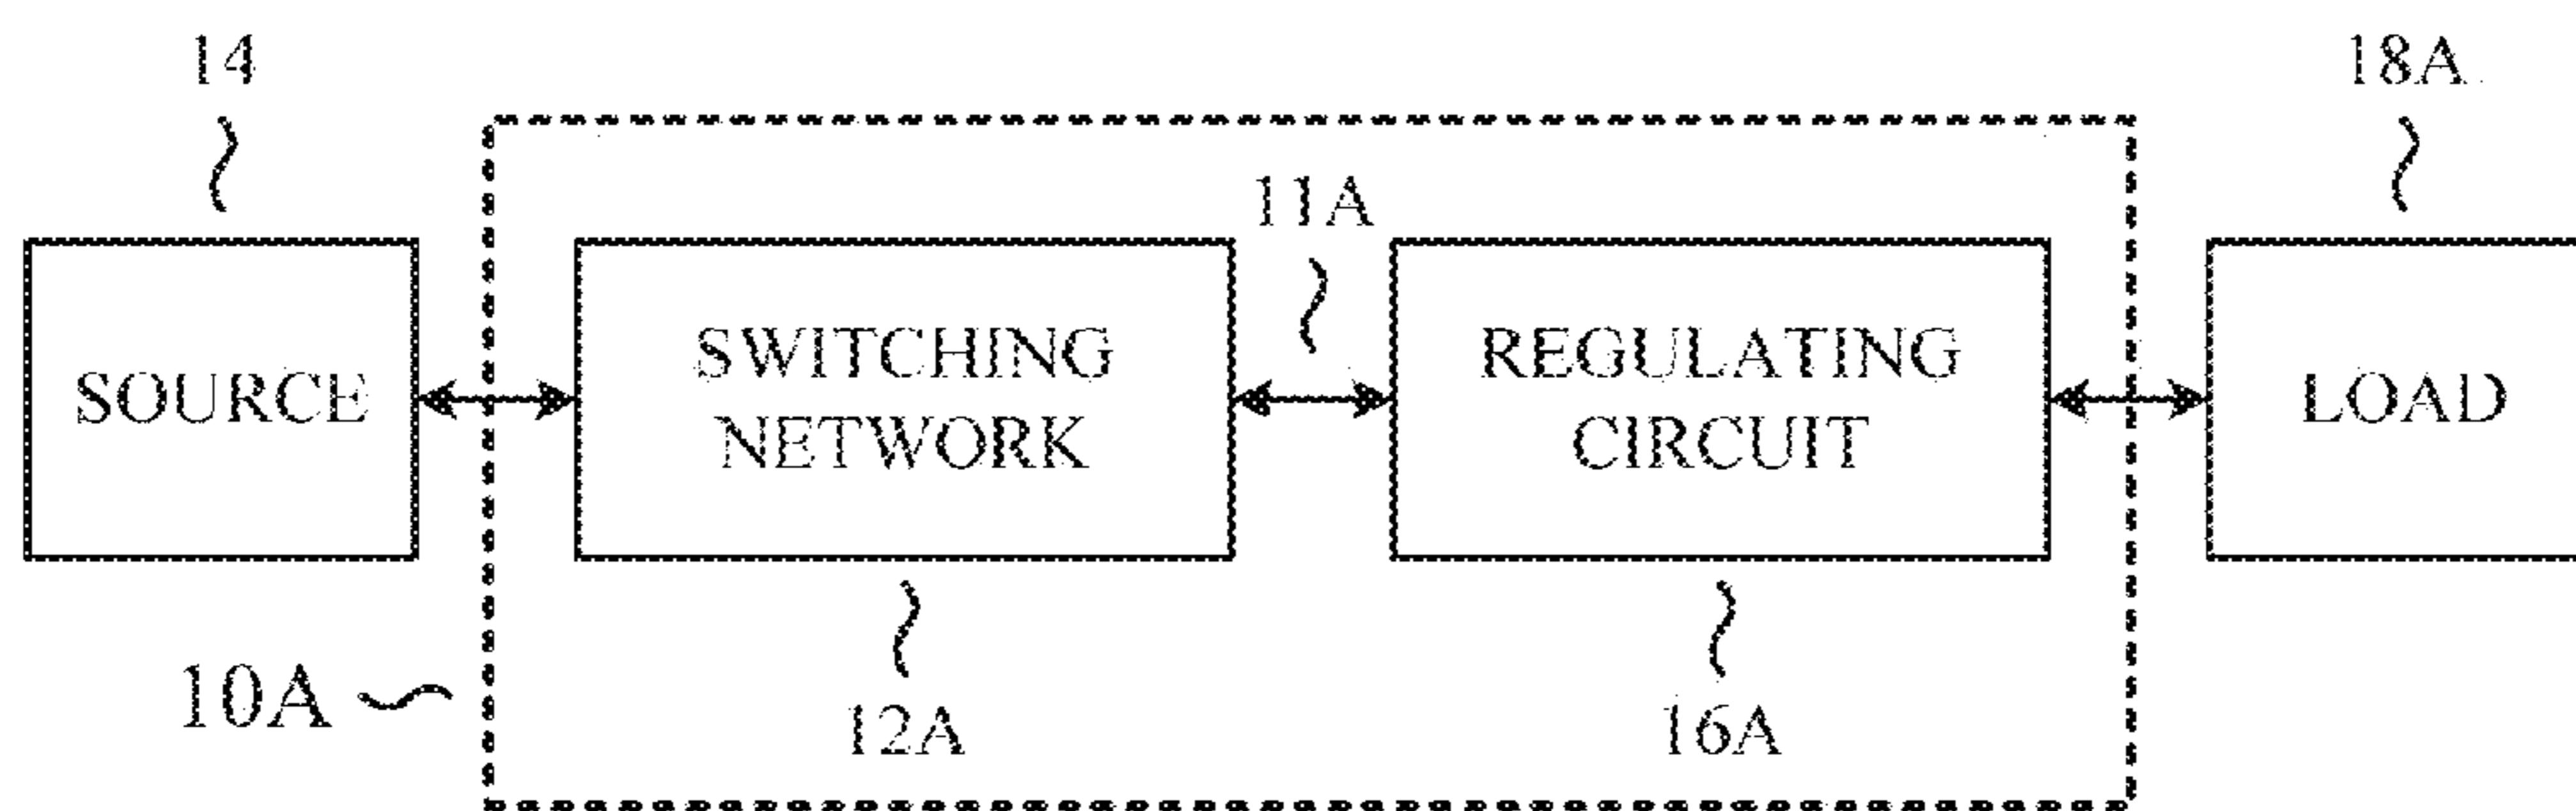 14
18A
11A
SOURCE
SWITCHING
NETWORK
REGULATING
CIRCUIT
LOAD
10A
12A
16A